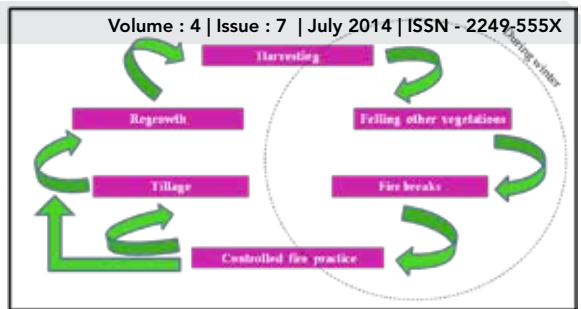 Volume : 4 | Issue : 7 | July 2014 | ISSN - 2249-555X
During winter
Harvesting
Regrowth
Felling other vegetations
Tillage
Fire breaks
Controlled fire practice